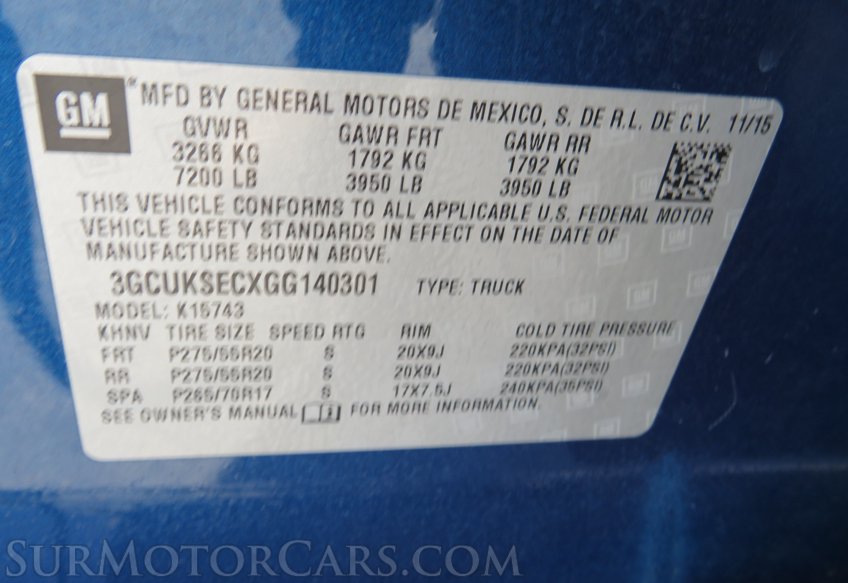 GM
MFD BY GENERAL MOTORS DE MEXICO, S. DE R.L. DE C.V. 11/15
GVWR GAWR FRT GAWR RR
3266 KG 1792 KG 1792 KG
7200 LB 3950 LB 3950 LB
THIS VEHICLE CONFORMS TO ALL APPLICABLE U.S. FEDERAL MOTOR
VEHICLE SAFETY STANDARDS IN EFFECT ON THE DATE OF
MANUFACTURE SHOWN ABOVE.
3GCUKSECXGG140301 TYPE: TRUCK
MODEL: K15743
KHNV TIRE SIZE SPEED RTG RIM COLD TIRE PRESSURE
FRT P275/55R20 S 20X9J 220KPA(32PSI)
RR P275/55R20 S 20X9J 220KPA(32PSI)
SPA P265/70R17 S 17X7.5J 240KPA(35PSI)
SEE OWNER'S MANUAL FOR MORE INFORMATION.
SurMotorCars.com